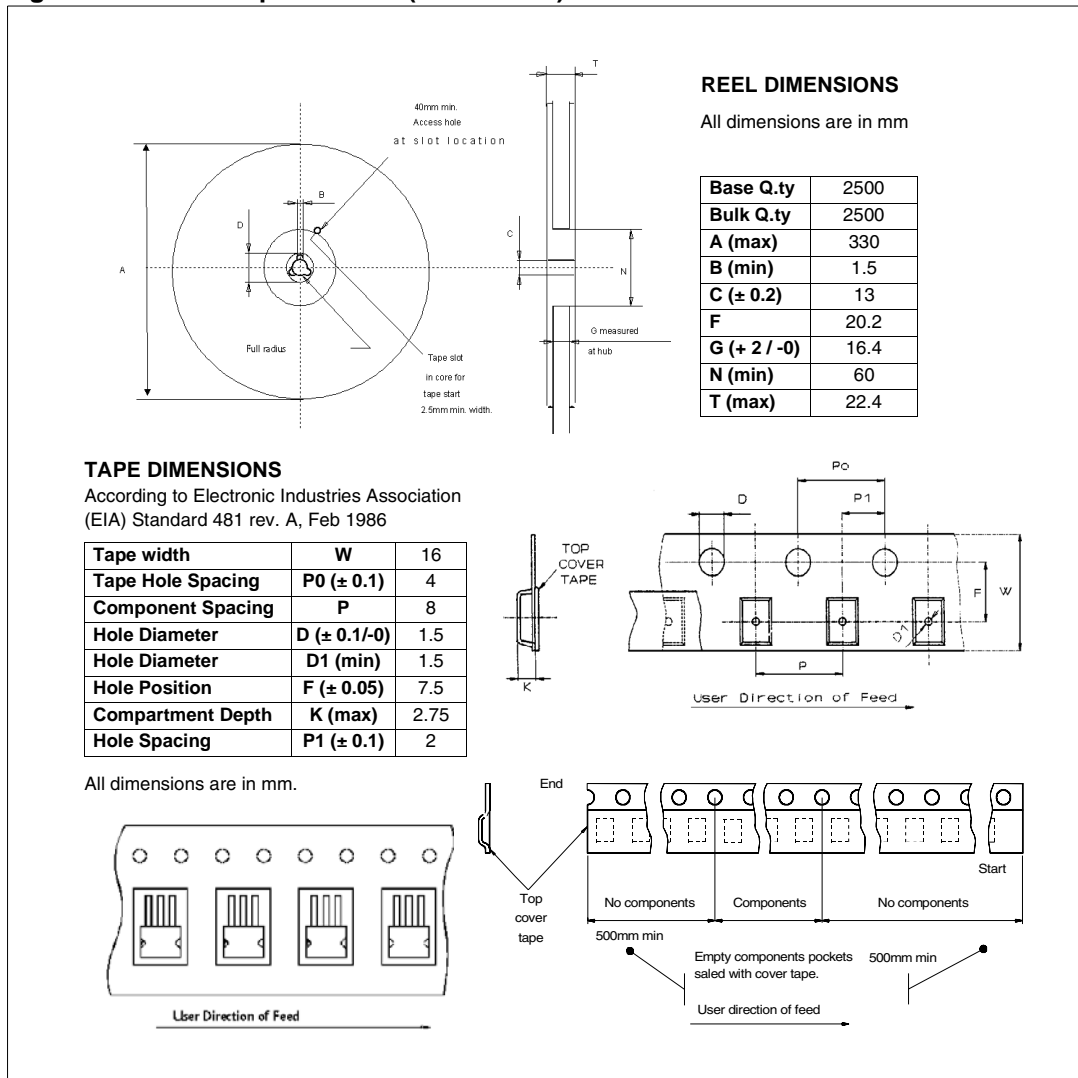 T
40mm min.
Access hole
at slot location
B
D
C
A
N
Full radius
Tape slot
in core for
tape start
2.5mm min. width.
G measured
at hub
REEL DIMENSIONS
All dimensions are in mm
Base Q.ty 2500
Bulk Q.ty 2500
A (max) 330
B (min) 1.5
C (± 0.2) 13
F 20.2
G (+ 2 / -0) 16.4
N (min) 60
T (max) 22.4
TAPE DIMENSIONS
According to Electronic Industries Association
(EIA) Standard 481 rev. A, Feb 1986
Tape width W 16
Tape Hole Spacing P0 (± 0.1) 4
Component Spacing P 8
Hole Diameter D (± 0.1/-0) 1.5
Hole Diameter D1 (min) 1.5
Hole Position F (± 0.05) 7.5
Compartment Depth K (max) 2.75
Hole Spacing P1 (± 0.1) 2
All dimensions are in mm.
Po
D
P1
TOP
COVER
TAPE
F
W
D1
P
K
User Direction of Feed
End
Start
Top
cover
tape
No components
Components
No components
500mm min
Empty components pockets
saled with cover tape.
500mm min
User direction of feed
User Direction of Feed